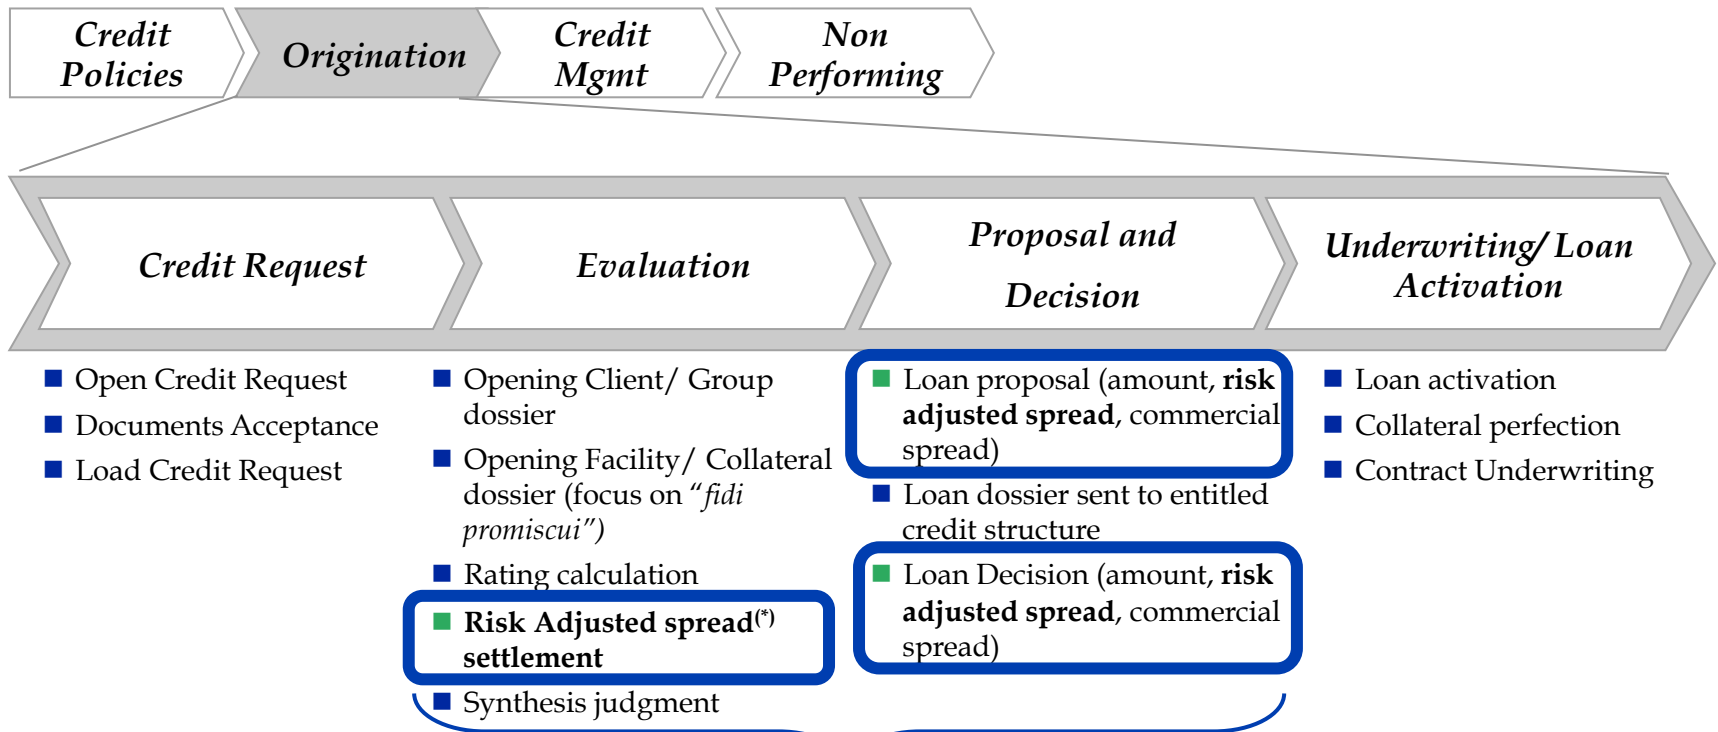 Credit
Policies
Origination
Credit
Mgmt
Non
Performing
Credit Request
Evaluation
Proposal and
Decision
Underwriting/ Loan
Activation
Open Credit Request
Documents Acceptance
Load Credit Request
Opening Client/ Group
dossier
Opening Facility/ Collateral
dossier (focus on “fidi
promiscui”)
Rating calculation
Risk Adjusted spread(*)
settlement
Synthesis judgment
Loan proposal (amount, risk
adjusted spread, commercial
spread)
Loan dossier sent to entitled
credit structure
Loan Decision (amount, risk
adjusted spread, commercial
spread)
Loan activation
Collateral perfection
Contract Underwriting